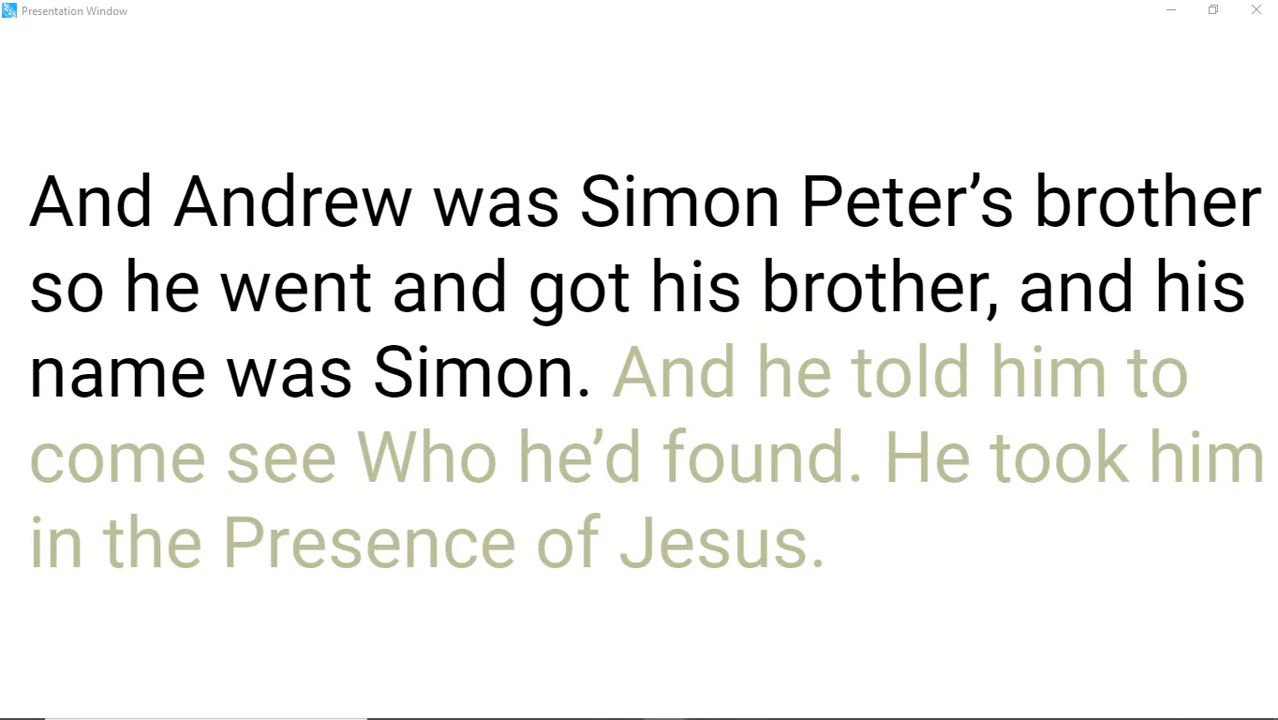 Presentation Window
And Andrew was Simon Peter’s brother
so he went and got his brother, and his
name was Simon. And he told him to
come see Who he’d found. He took him
in the Presence of Jesus.